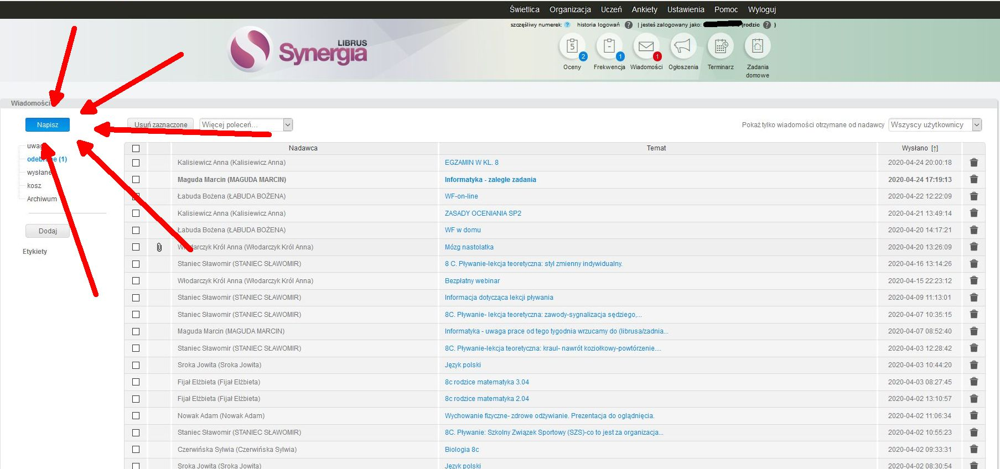 Świetlica Organizacja Uczeń Ankiety Ustawienia Pomoc Wyloguj
szczęśliwy numerek: ? historia logowań ? | jesteś zalogowany jako: (rodzic ? )
LIBRUS
Synergia
5 2 1 1
Oceny Frekwencja Wiadomości Ogłoszenia Terminarz Zadania domowe
Wiadomości
Napisz Usuń zaznaczone Więcej poleceń... Pokaż tylko wiadomości otrzymane od nadawcy Wszyscy użytkownicy
uwagi
odebrane (1)
wysłane
kosz
Archiwum
Dodaj
Etykiety
Nadawca Temat Wysłano [↑]
Kalisiewicz Anna (Kalisiewicz Anna) EGZAMIN W KL. 8 2020-04-24 20:00:18
Maguda Marcin (MAGUDA MARCIN) Informatyka - zaległe zadania 2020-04-24 17:19:13
Łabuda Bożena (ŁABUDA BOŻENA) WF-on-line 2020-04-22 12:22:09
Kalisiewicz Anna (Kalisiewicz Anna) ZASADY OCENIANIA SP2 2020-04-21 13:49:14
Łabuda Bożena (ŁABUDA BOŻENA) WF w domu 2020-04-20 14:17:21
Włodarczyk Król Anna (Włodarczyk Król Anna) Mózg nastolatka 2020-04-20 13:26:09
Staniec Sławomir (STANIEC SŁAWOMIR) 8 C. Pływanie-lekcja teoretyczna: styl zmienny indywidualny. 2020-04-16 13:14:26
Włodarczyk Król Anna (Włodarczyk Król Anna) Bezpłatny webinar 2020-04-15 22:23:12
Staniec Sławomir (STANIEC SŁAWOMIR) Informacja dotycząca lekcji pływania 2020-04-09 11:13:01
Staniec Sławomir (STANIEC SŁAWOMIR) 8C. Pływanie- lekcja teoretyczna: zawody-sygnalizacja sędziego,... 2020-04-07 10:35:15
Maguda Marcin (MAGUDA MARCIN) Informatyka - uwaga prace od tego tygodnia wrzucamy do (librusa/zadnia... 2020-04-07 08:52:40
Staniec Sławomir (STANIEC SŁAWOMIR) 8C. Pływanie-lekcja teoretyczna: kraul- nawrót koziołkowy-powtórzenie.... 2020-04-03 12:28:42
Sroka Jowita (Sroka Jowita) Język polski 2020-04-03 10:44:20
Fijał Elżbieta (Fijał Elżbieta) 8c rodzice matematyka 3.04 2020-04-03 08:27:45
Fijał Elżbieta (Fijał Elżbieta) 8c rodzice matematyka 2.04 2020-04-02 13:10:57
Nowak Adam (Nowak Adam) Wychowanie fizyczne- zdrowe odżywianie. Prezentacja do oglądnięcia. 2020-04-02 11:06:34
Staniec Sławomir (STANIEC SŁAWOMIR) 8C. Pływanie: Szkolny Związek Sportowy (SZS)-co to jest za organizacja... 2020-04-02 10:55:23
Czerwińska Sylwia (Czerwińska Sylwia) Biologia 8c 2020-04-02 09:33:31
Sroka Jowita (Sroka Jowita) Język polski 2020-04-02 08:30:54